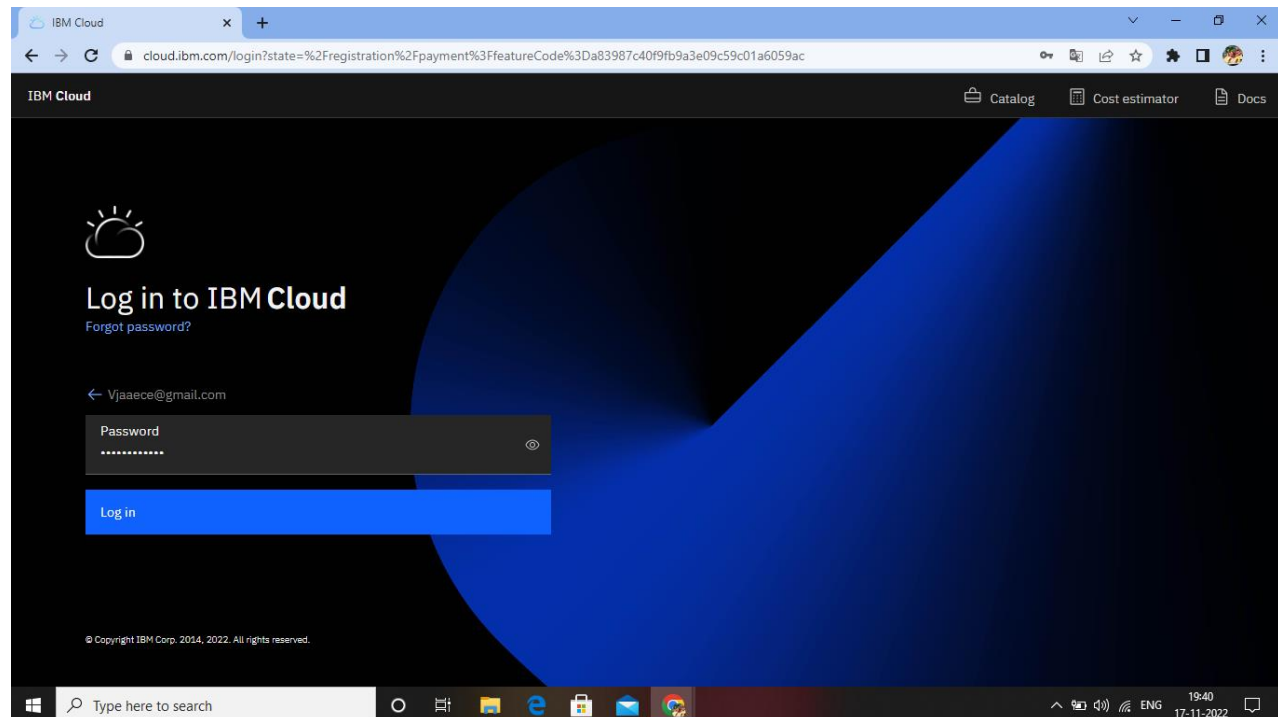 IBM Cloud
cloud.ibm.com/login?state=%2Fregistration%2Fpayment%3FfeatureCode%3Da83987c40f9fb9a3e09c59c01a6059ac
IBM Cloud
Catalog
Cost estimator
Docs
Log in to IBM Cloud
Forgot password?
← Vjaaece@gmail.com
Password
••••••••••••
Log in
© Copyright IBM Corp. 2014, 2022. All rights reserved.
Type here to search
ENG
19:40
17-11-2022